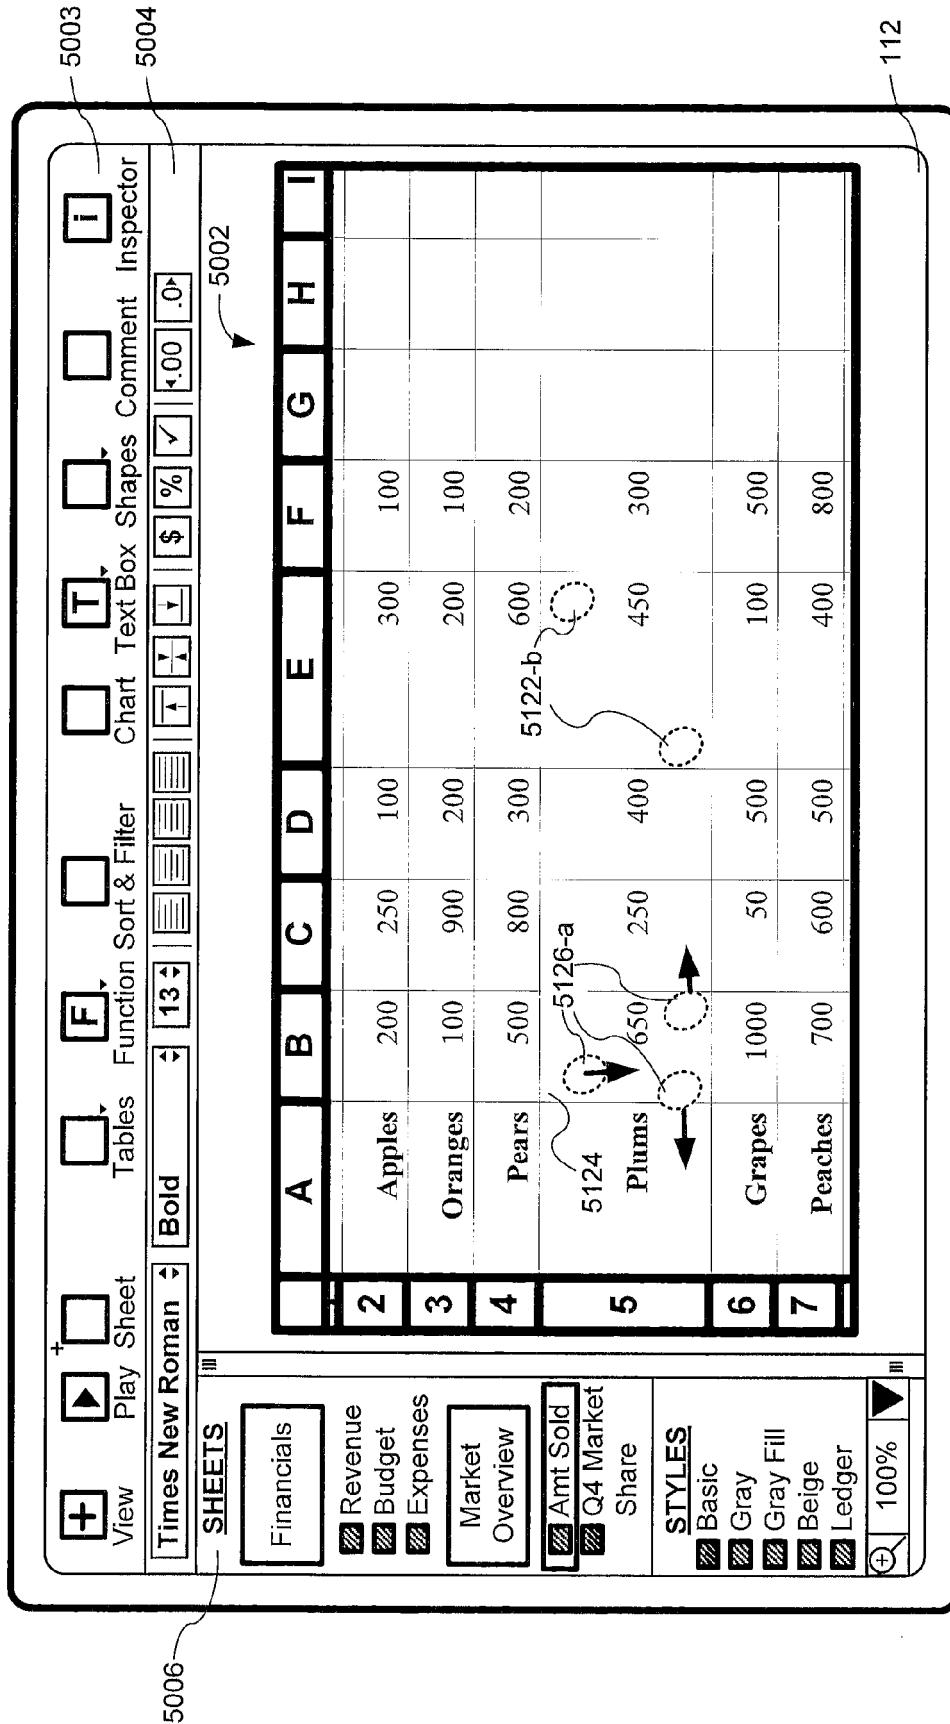 5003
5004
View
Play
Sheet
Tables
F
Function
Sort & Filter
Chart
T
Text Box
Shapes
Comment
i
Inspector
Times New Roman
Bold
13
$
%
✓
.00
.0
5006
SHEETS
Financials
Revenue
Budget
Expenses
Market
Overview
Amt Sold
Q4 Market
Share
STYLES
Basic
Gray
Gray Fill
Beige
Ledger
100%
5002
A B C D E F G H I
2 Apples 200 250 100 300 100
3 Oranges 100 900 200 200 100
4 Pears 500 800 300 600 200
5124
5126-a
5122-b
5 Plums 650 250 400 450 300
6 Grapes 1000 50 500 100 500
7 Peaches 700 600 500 400 800
112